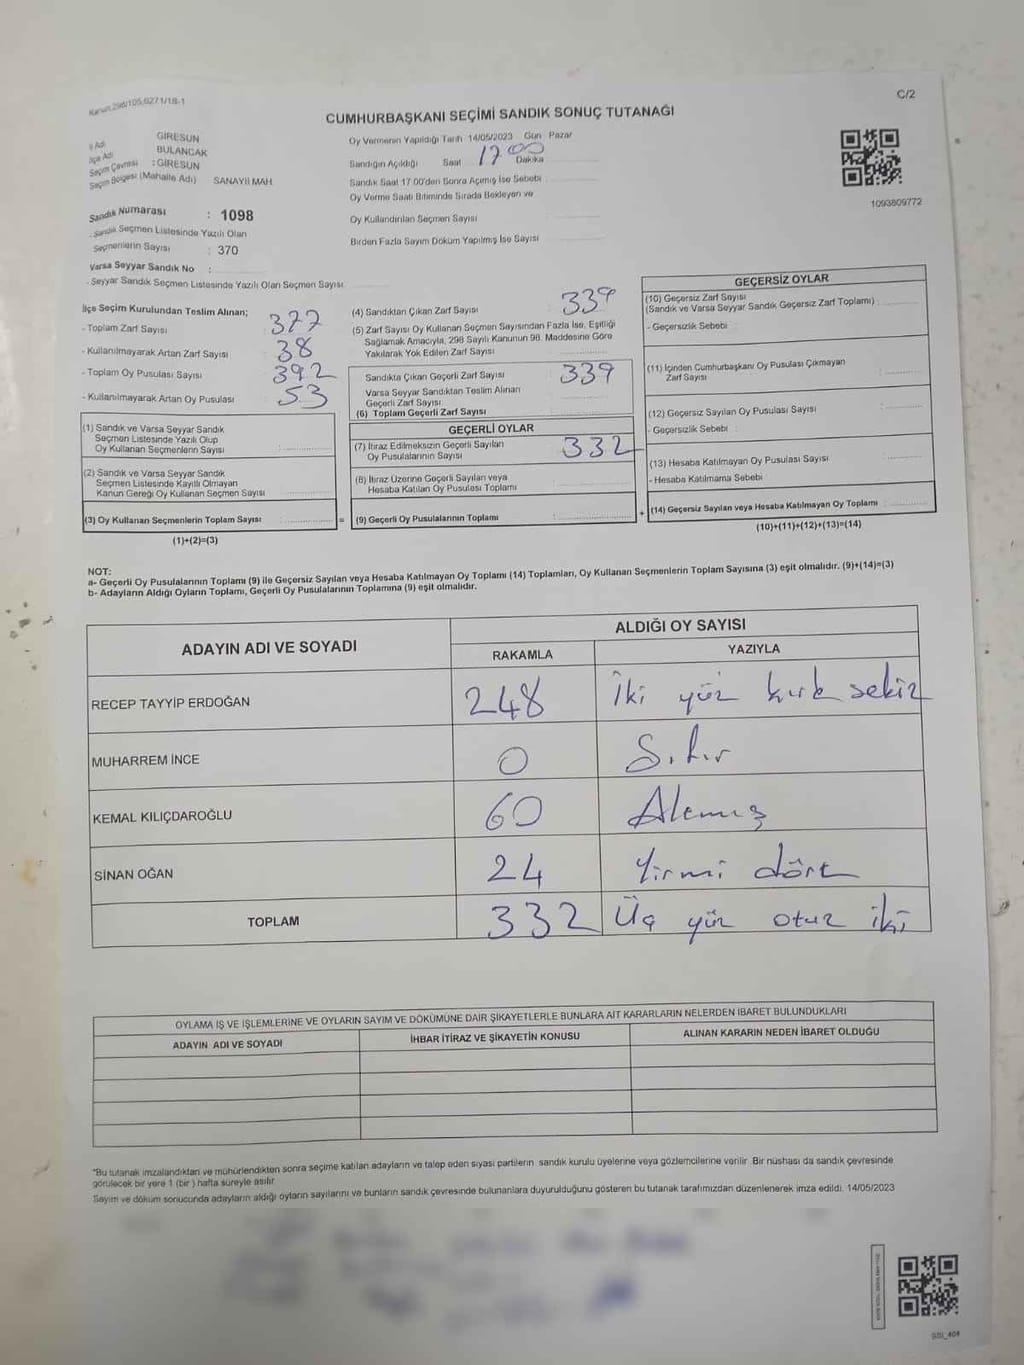 Kanun:298/105,6271/18-1
C/2
CUMHURBAŞKANI SEÇİMİ SANDIK SONUÇ TUTANAĞI
İl Adı GİRESUN
İlçe Adı BULANCAK
Seçim Çevresi : GİRESUN
Seçim Bölgesi (Mahalle Adı) SANAYİİ MAH.
Sandık Numarası : 1098
- Sandık Seçmen Listesinde Yazılı Olan
Seçmenlerin Sayısı : 370
Varsa Seyyar Sandık No :
- Seyyar Sandık Seçmen Listesinde Yazılı Olan Seçmen Sayısı:
Oy Vermenin Yapıldığı Tarih 14/05/2023 Gün Pazar
Sandığın Açıldığı Saat 17 00 Dakika
Sandık Saat 17.00'den Sonra Açılmış İse Sebebi
Oy Verme Saati Bitiminde Sırada Bekleyen ve
Oy Kullandırılan Seçmen Sayısı
Birden Fazla Sayım Döküm Yapılmış İse Sayısı
1093809772
İlçe Seçim Kurulundan Teslim Alınan;
- Toplam Zarf Sayısı 377
- Kullanılmayarak Artan Zarf Sayısı 38
- Toplam Oy Pusulası Sayısı 392
- Kullanılmayarak Artan Oy Pusulası 53
(1) Sandık ve Varsa Seyyar Sandık
Seçmen Listesinde Yazılı Olup
Oy Kullanan Seçmenlerin Sayısı
(2) Sandık ve Varsa Seyyar Sandık
Seçmen Listesinde Kayıtlı Olmayan
Kanun Gereği Oy Kullanan Seçmen Sayısı
(3) Oy Kullanan Seçmenlerin Toplam Sayısı =
(1)+(2)=(3)
(4) Sandıktan Çıkan Zarf Sayısı 339
(5) Zarf Sayısı Oy Kullanan Seçmen Sayısından Fazla İse, Eşitliği
Sağlamak Amacıyla, 298 Sayılı Kanunun 98. Maddesine Göre
Yakılarak Yok Edilen Zarf Sayısı
Sandıkta Çıkan Geçerli Zarf Sayısı 339
Varsa Seyyar Sandıktan Teslim Alınan
Geçerli Zarf Sayısı
(6) Toplam Geçerli Zarf Sayısı
GEÇERLİ OYLAR
(7) İtiraz Edilmeksizin Geçerli Sayılan
Oy Pusulalarının Sayısı 332
(8) İtiraz Üzerine Geçerli Sayılan veya
Hesaba Katılan Oy Pusulası Toplamı
(9) Geçerli Oy Pusulalarının Toplamı +
GEÇERSİZ OYLAR
(10) Geçersiz Zarf Sayısı
(Sandık ve Varsa Seyyar Sandık Geçersiz Zarf Toplamı) :
- Geçersizlik Sebebi
(11) İçinden Cumhurbaşkanı Oy Pusulası Çıkmayan
Zarf Sayısı
(12) Geçersiz Sayılan Oy Pusulası Sayısı
- Geçersizlik Sebebi :
(13) Hesaba Katılmayan Oy Pusulası Sayısı
- Hesaba Katılmama Sebebi
(14) Geçersiz Sayılan veya Hesaba Katılmayan Oy Toplamı
(10)+(11)+(12)+(13)=(14)
NOT:
a- Geçerli Oy Pusulalarının Toplamı (9) ile Geçersiz Sayılan veya Hesaba Katılmayan Oy Toplamı (14) Toplamları, Oy Kullanan Seçmenlerin Toplam Sayısına (3) eşit olmalıdır. (9)+(14)=(3)
b- Adayların Aldığı Oyların Toplamı, Geçerli Oy Pusulalarının Toplamına (9) eşit olmalıdır.
ADAYIN ADI VE SOYADI
ALDIĞI OY SAYISI
RAKAMLA YAZIYLA
RECEP TAYYİP ERDOĞAN 248 İki yüz kırk sekiz
MUHARREM İNCE 0 Sıfır
KEMAL KILIÇDAROĞLU 60 Altmış
SİNAN OĞAN 24 Yirmi dört
TOPLAM 332 Üç yüz otuz iki
OYLAMA İŞ VE İŞLEMLERİNE VE OYLARIN SAYIM VE DÖKÜMÜNE DAİR ŞİKAYETLERLE BUNLARA AİT KARARLARIN NELERDEN İBARET BULUNDUKLARI
ADAYIN ADI VE SOYADI İHBAR İTİRAZ VE ŞİKAYETİN KONUSU ALINAN KARARIN NEDEN İBARET OLDUĞU
"Bu tutanak imzalandıktan ve mühürlendikten sonra seçime katılan adayların ve talep eden siyasi partilerin sandık kurulu üyelerine veya gözlemcilerine verilir. Bir nüshası da sandık çevresinde
görülecek bir yere 1 (bir) hafta süreyle asılır.
Sayım ve döküm sonucunda adayların aldığı oyların sayılarını ve bunların sandık çevresinde bulunanlara duyurulduğunu gösteren bu tutanak tarafımızdan düzenlenerek imza edildi. 14/05/2023